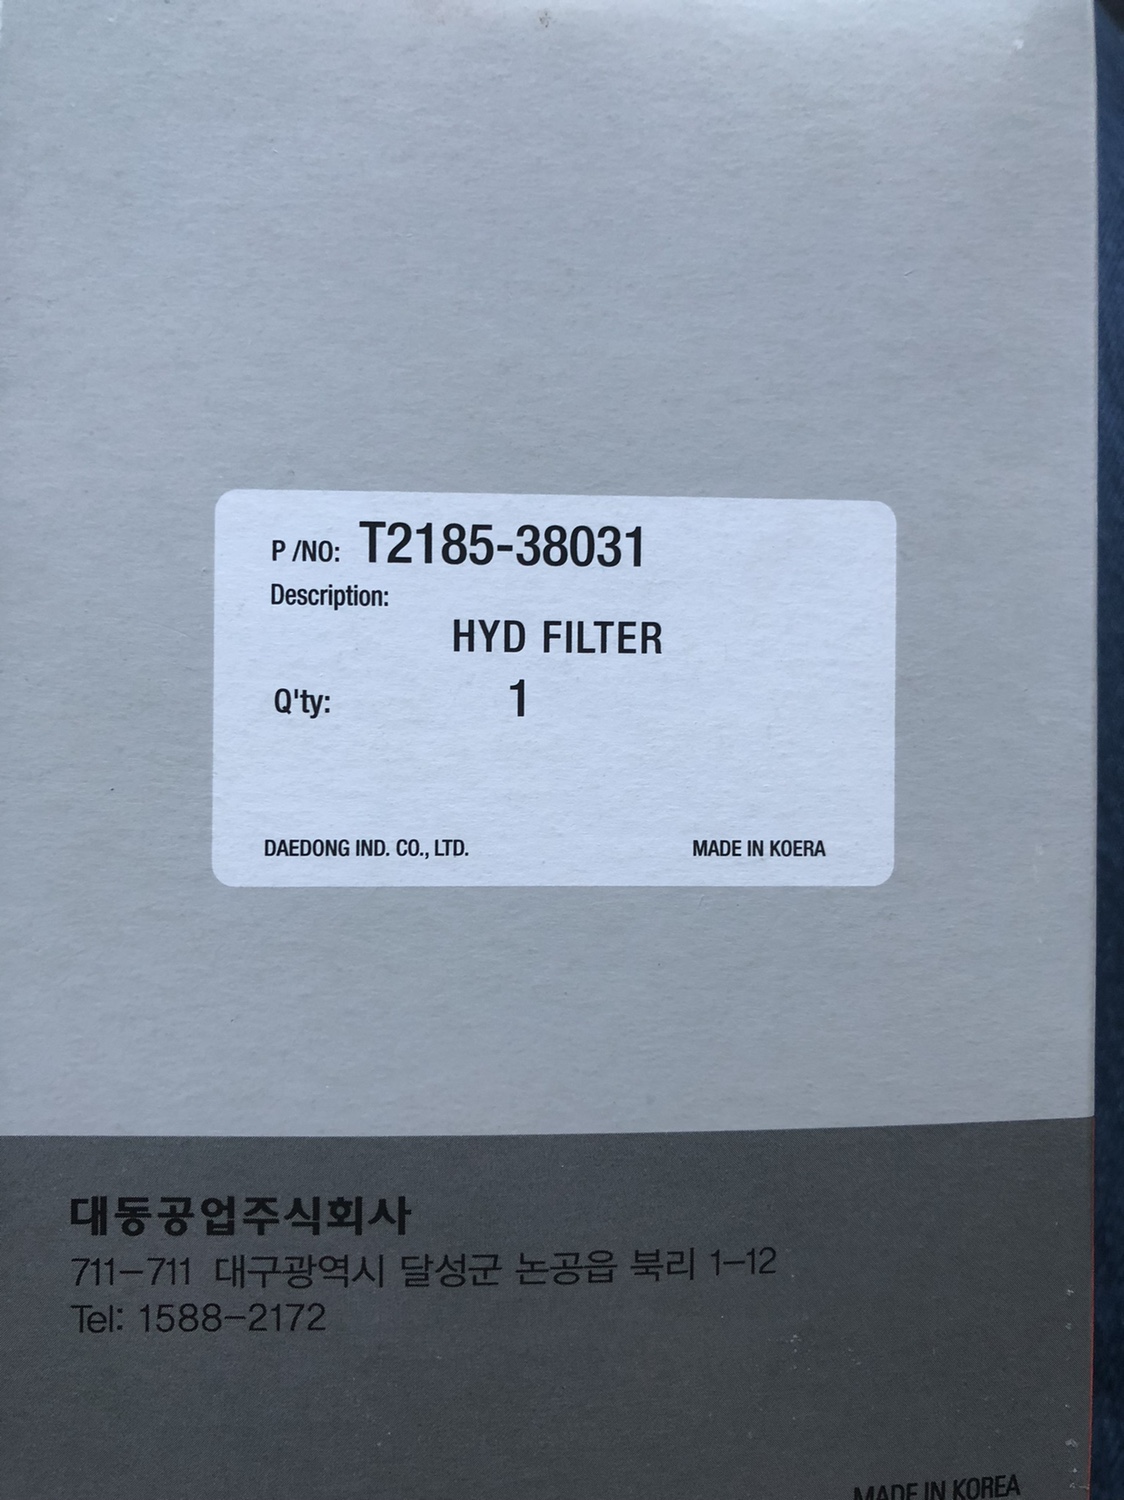 P /NO: T2185-38031
Description:
HYD FILTER
Q'ty: 1
DAEDONG IND. CO., LTD. MADE IN KOERA
대동공업주식회사
711-711 대구광역시 달성군 논공읍 북리 1-12
Tel: 1588-2172
MADE IN KOREA